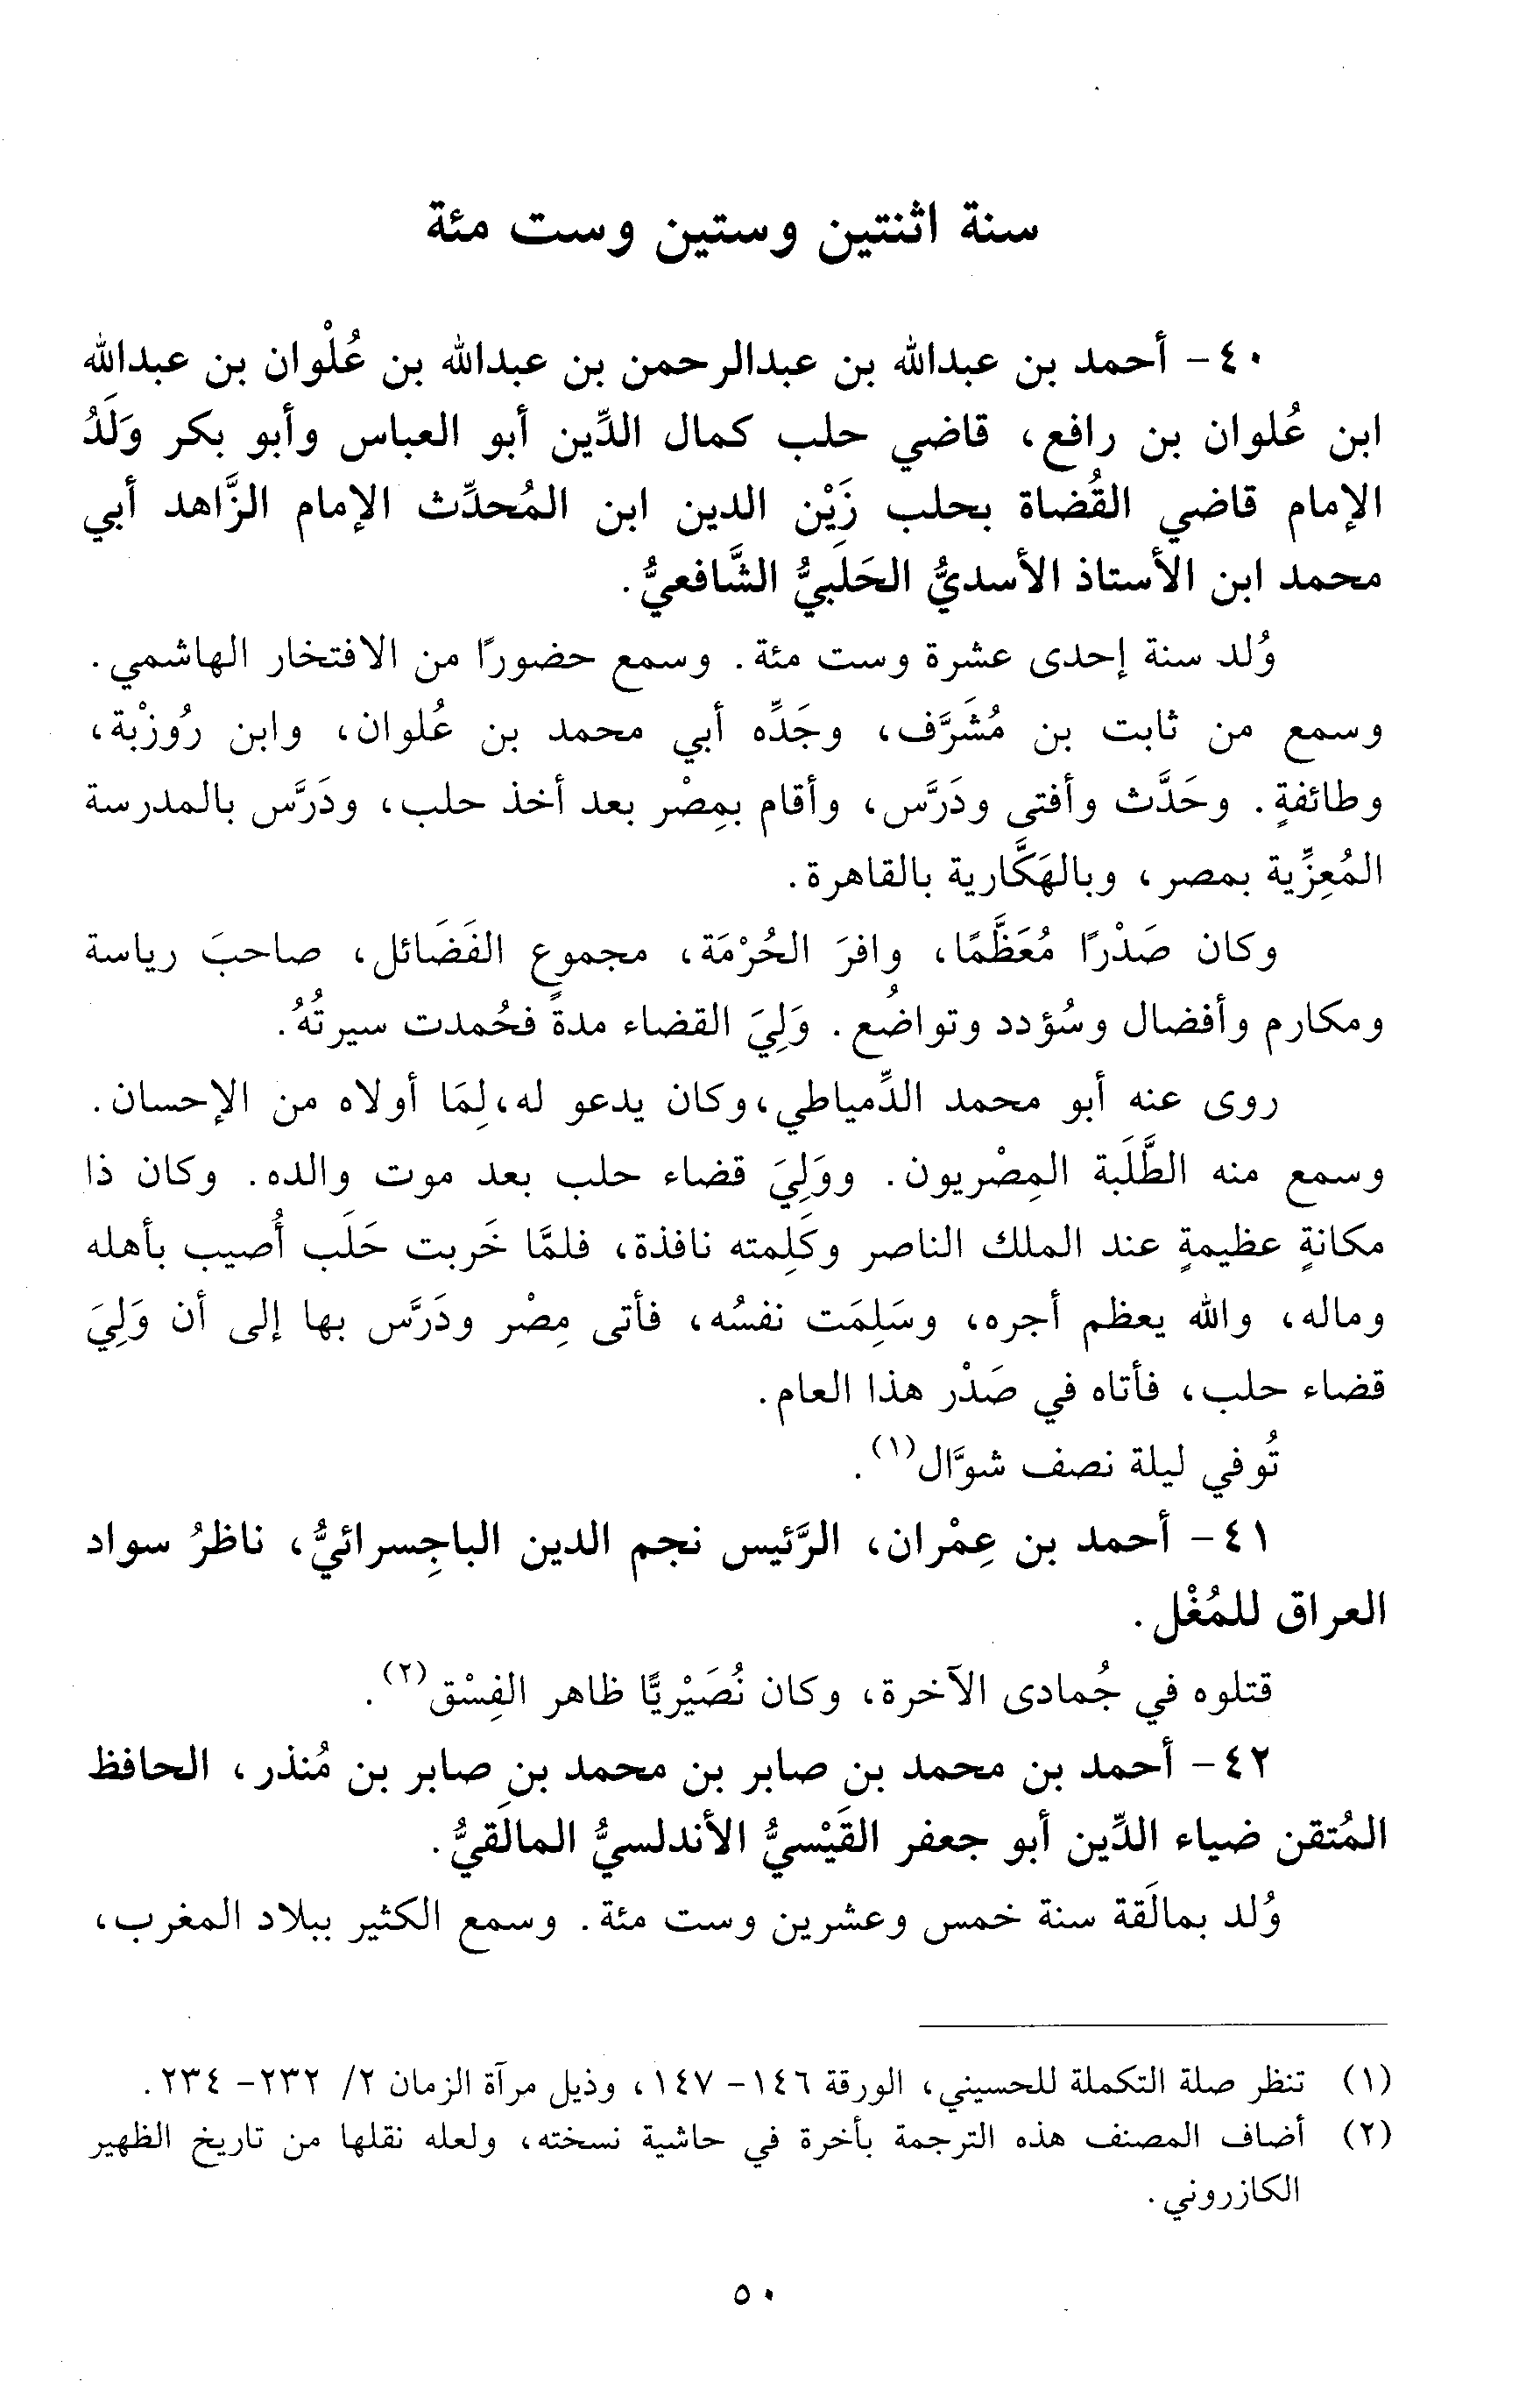 سنة اثنتين وستين وست مئة
٤٠- أحمد بن عبدالله بن عبدالرحمن بن عبدالله بن عُلْوان بن عبدالله
ابن عُلوان بن رافع، قاضي حلب كمال الدِّين أبو العباس وأبو بكر وَلَدُ
الإمام قاضي القُضاة بحلب زَيْن الدين ابن المُحدِّث الإمام الزَّاهد أبي
محمد ابن الأستاذ الأسديُّ الحَلَبيُّ الشَّافعيُّ.
وُلد سنة إحدى عشرة وست مئة. وسمع حضورًا من الافتخار الهاشمي.
وسمع من ثابت بن مُشَرَّف، وجَدِّه أبي محمد بن عُلوان، وابن رُوزْبة،
وطائفةٍ. وحَدَّث وأفتى ودَرَّس، وأقام بمِصْر بعد أخذ حلب، ودَرَّس بالمدرسة
المُعِزِّية بمصر، وبالهَكَّارية بالقاهرة.
وكان صَدْرًا مُعَظَّمًا، وافرَ الحُرْمَة، مجموع الفَضَائل، صاحبَ رياسة
ومكارمٍ وأفضال وسُؤدد وتواضُع. وَلِيَ القضاء مدةً فحُمدت سيرتُهُ.
روى عنه أبو محمد الدِّمياطي،وكان يدعو له،لِمَا أولاه من الإحسان.
وسمع منه الطَّلَبة المِصْريون. ووَلِيَ قضاء حلب بعد موت والده. وكان ذا
مكانةٍ عظيمةٍ عند الملك الناصر وكَلِمته نافذة، فلمَّا خَربت حَلَب أُصيب بأهله
وماله، والله يعظم أجره، وسَلِمَت نفسُه، فأتى مِصْر ودَرَّس بها إلى أن وَلِيَ
قضاء حلب، فأتاه في صَدْر هذا العام.
تُوفي ليلة نصف شوَّال(١).
٤١- أحمد بن عِمْران، الرَّئيس نجم الدين الباجِسرائيُّ، ناظرُ سواد
العراق للمُغْل.
قتلوه في جُمادى الآخرة، وكان نُصَيْريًّا ظاهر الفِسْق(٢).
٤٢- أحمد بن محمد بن صابر بن محمد بن صابر بن مُنذر، الحافظ
المُتقن ضياء الدِّين أبو جعفر القَيْسيُّ الأندلسيُّ المالَقيُّ.
وُلد بمالَقة سنة خمس وعشرين وست مئة. وسمع الكثير ببلاد المغرب،
(١) تنظر صلة التكملة للحسيني، الورقة ١٤٦- ١٤٧، وذيل مرآة الزمان ٢/ ٢٣٢- ٢٣٤.
(٢) أضاف المصنف هذه الترجمة بأخرة في حاشية نسخته، ولعله نقلها من تاريخ الظهير
الكازروني.
٥٠